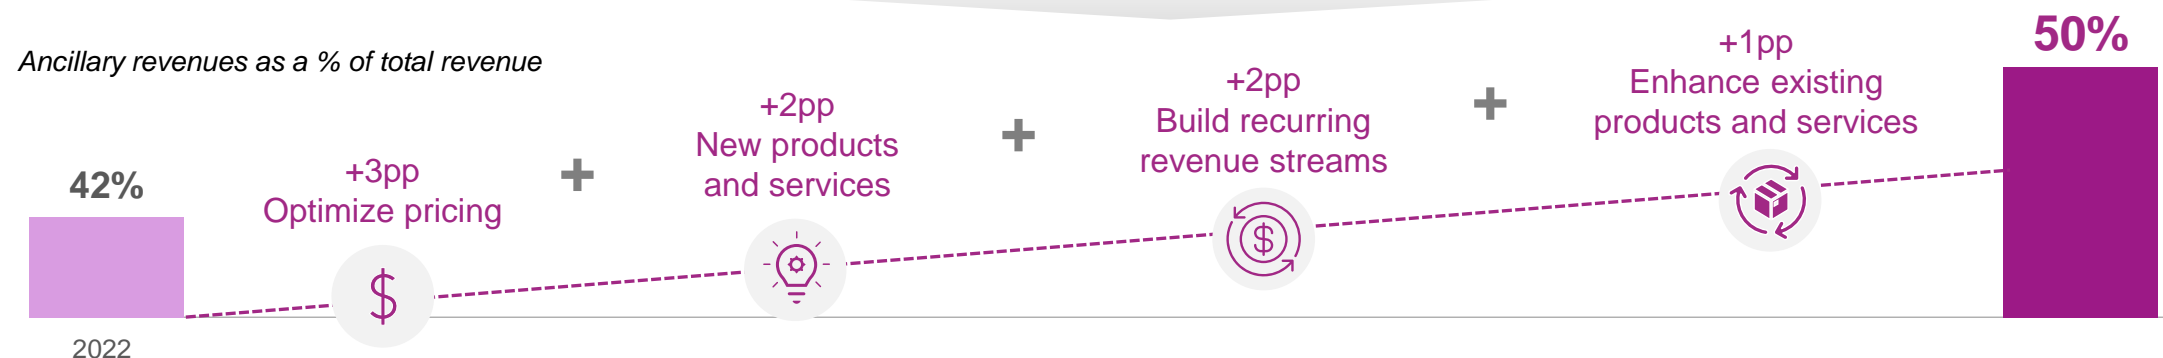 Ancillary revenues as a % of total revenue
42%
2022
+3pp
Optimize pricing
+
+2pp
New products
and services
+
+2pp
Build recurring
revenue streams
$
+
+1pp
Enhance existing
products and services
50%
$